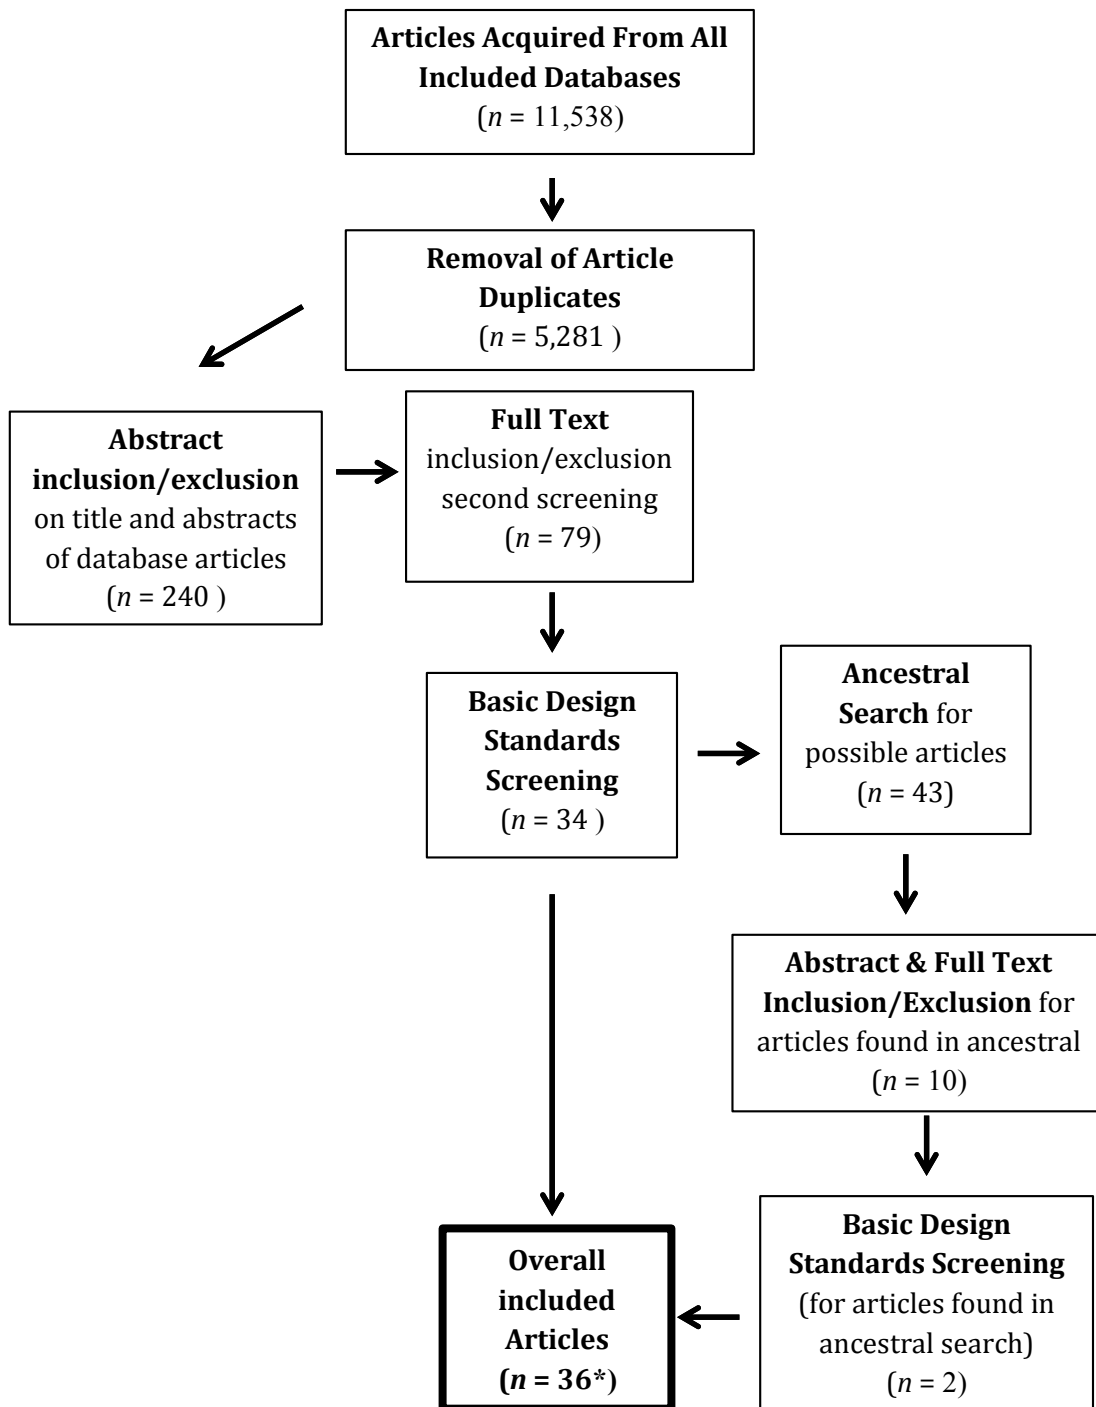 Articles Acquired From All
Included Databases
(n = 11,538)
Removal of Article
Duplicates
(n = 5,281 )
Abstract
inclusion/exclusion
on title and abstracts
of database articles
(n = 240 )
Full Text
inclusion/exclusion
second screening
(n = 79)
Basic Design
Standards
Screening
(n = 34 )
Ancestral
Search for
possible articles
(n = 43)
Abstract & Full Text
Inclusion/Exclusion for
articles found in ancestral
(n = 10)
Basic Design
Standards Screening
(for articles found in
ancestral search)
(n = 2)
Overall
included
Articles
(n = 36*)